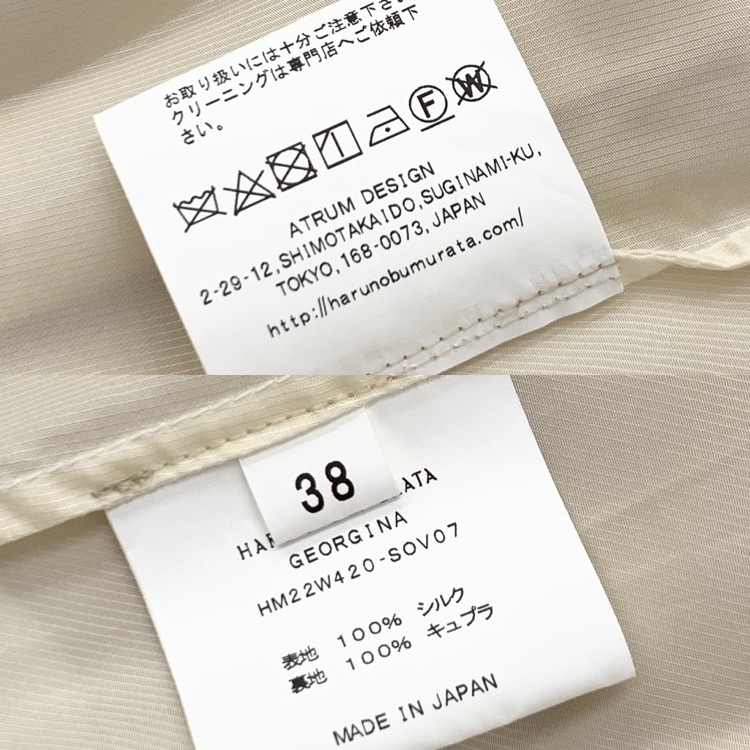 お取り扱いには十分ご注意下さい。
クリーニングは専門店へご依頼下
さい。
F
W
ATRUM DESIGN
2-29-12,SHIMOTAKAIDO,SUGINAMI-KU,
TOKYO,168-0073,JAPAN
http://harunobumurata.com/
38
GEORGINA
HM22W420-SOV07
表地 100% シルク
裏地 100% キュプラ
MADE IN JAPAN